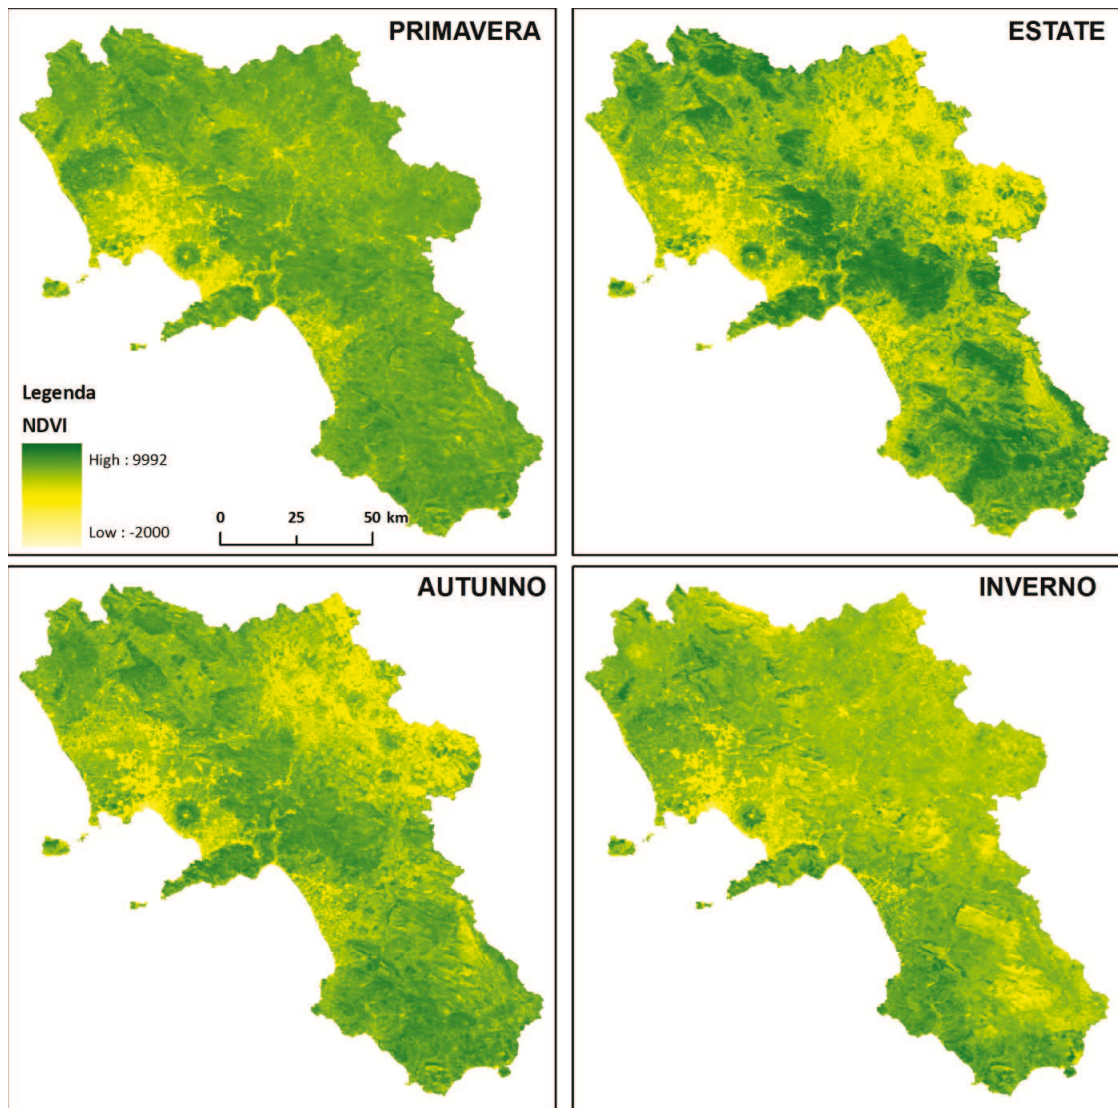 PRIMAVERA
ESTATE
Legenda
NDVI
High : 9992
Low : -2000
0 25 50 km
AUTUNNO
INVERNO